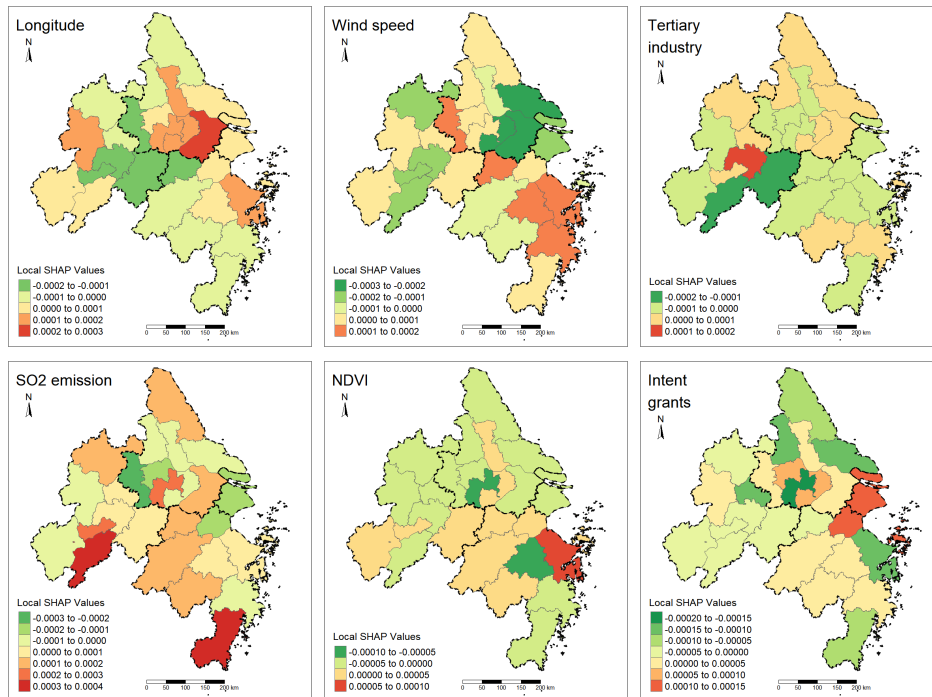 Longitude
N
Local SHAP Values
-0.0002 to -0.0001
-0.0001 to 0.0000
0.0000 to 0.0001
0.0001 to 0.0002
0.0002 to 0.0003
0 50 100 150 200 km
Wind speed
N
Local SHAP Values
-0.0003 to -0.0002
-0.0002 to -0.0001
-0.0001 to 0.0000
0.0000 to 0.0001
0.0001 to 0.0002
0 50 100 150 200 km
Tertiary
industry
N
Local SHAP Values
-0.0002 to -0.0001
-0.0001 to 0.0000
0.0000 to 0.0001
0.0001 to 0.0002
0 50 100 150 200 km
SO2 emission
N
Local SHAP Values
-0.0003 to -0.0002
-0.0002 to -0.0001
-0.0001 to 0.0000
0.0000 to 0.0001
0.0001 to 0.0002
0.0002 to 0.0003
0.0003 to 0.0004
0 50 100 150 200 km
NDVI
N
Local SHAP Values
-0.00010 to -0.00005
-0.00005 to 0.00000
0.00000 to 0.00005
0.00005 to 0.00010
0 50 100 150 200 km
Intent
grants
N
Local SHAP Values
-0.00020 to -0.00015
-0.00015 to -0.00010
-0.00010 to -0.00005
-0.00005 to 0.00000
0.00000 to 0.00005
0.00005 to 0.00010
0.00010 to 0.00015
0 50 100 150 200 km